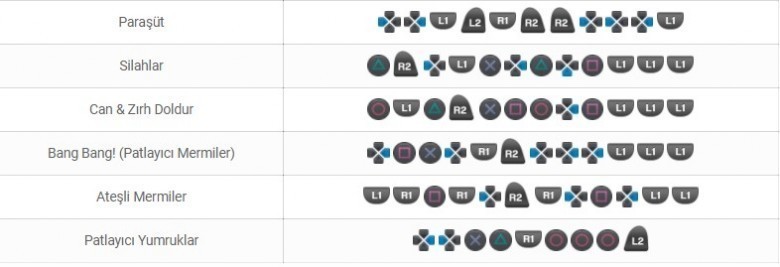 Paraşüt L1 L2 R1 R2 R2 L1
Silahlar R2 L1 L1 L1 L1
Can & Zırh Doldur L1 R2 L1 L1 L1
Bang Bang! (Patlayıcı Mermiler) R1 R2 L1 L1 L1
Ateşli Mermiler L1 R1 R1 R2 R1 L1 L1
Patlayıcı Yumruklar R1 L2